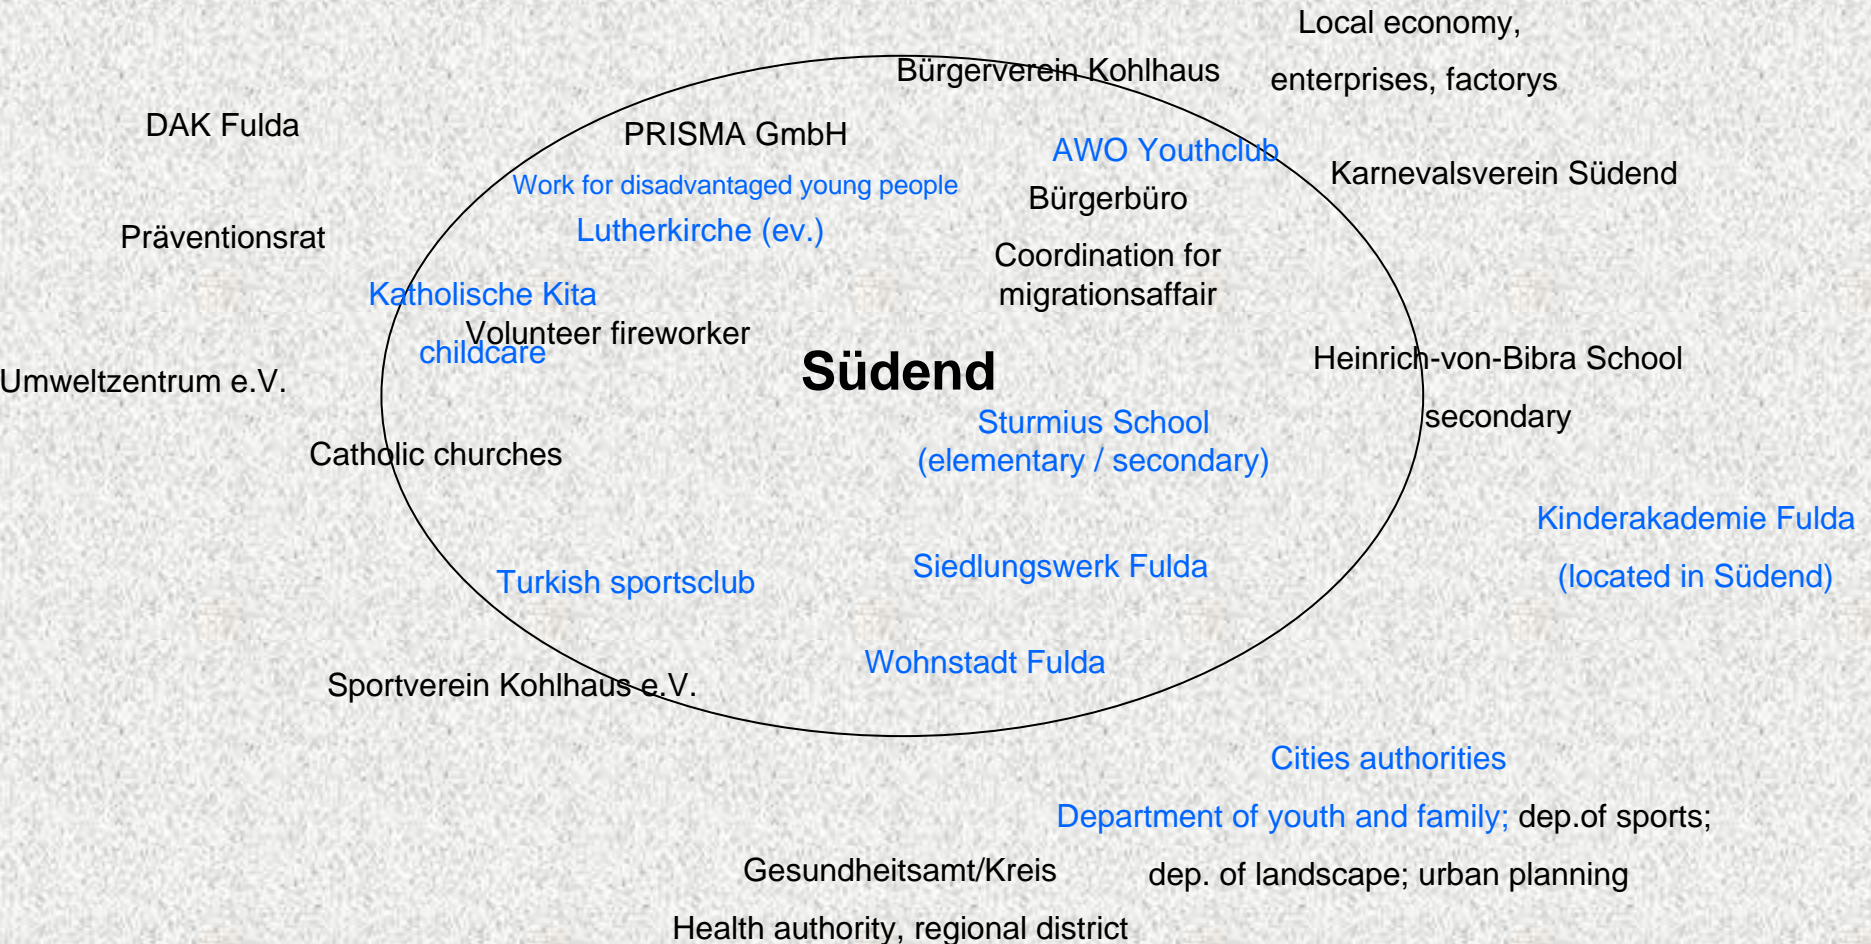 Local economy,
enterprises, factorys
Bürgerverein Kohlhaus
DAK Fulda
PRISMA GmbH
Work for disadvantaged young people
Lutherkirche (ev.)
AWO Youthclub
Bürgerbüro
Karnevalsverein Südend
Präventionsrat
Coordination for
migrationsaffair
Katholische Kita
childcare
Volunteer fireworker
Südend
Heinrich-von-Bibra School
secondary
Umweltzentrum e.V.
Sturmius School
(elementary / secondary)
Catholic churches
Kinderakademie Fulda
(located in Südend)
Turkish sportsclub
Siedlungswerk Fulda
Wohnstadt Fulda
Sportverein Kohlhaus e.V.
Cities authorities
Department of youth and family; dep.of sports;
dep. of landscape; urban planning
Gesundheitsamt/Kreis
Health authority, regional district